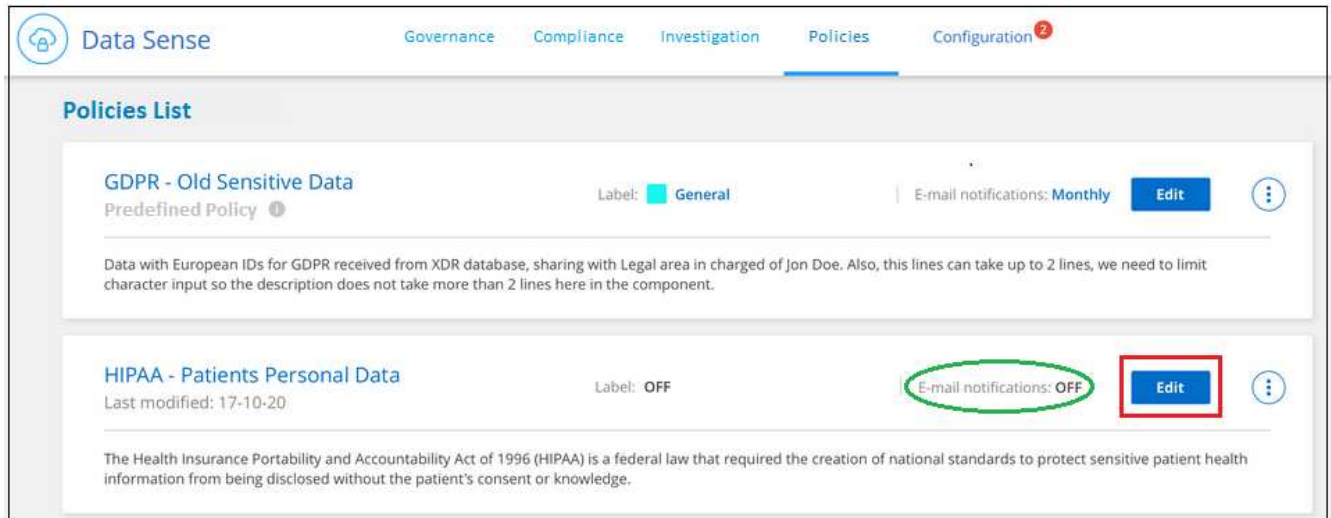 Data Sense Governance Compliance Investigation Policies Configuration 2
Policies List
GDPR - Old Sensitive Data
Predefined Policy i
Label: General
E-mail notifications: Monthly
Edit
Data with European IDs for GDPR received from XDR database, sharing with Legal area in charged of Jon Doe. Also, this lines can take up to 2 lines, we need to limit
character input so the description does not take more than 2 lines here in the component.
HIPAA - Patients Personal Data
Last modified: 17-10-20
Label: OFF
E-mail notifications: OFF
Edit
The Health Insurance Portability and Accountability Act of 1996 (HIPAA) is a federal law that required the creation of national standards to protect sensitive patient health
information from being disclosed without the patient's consent or knowledge.